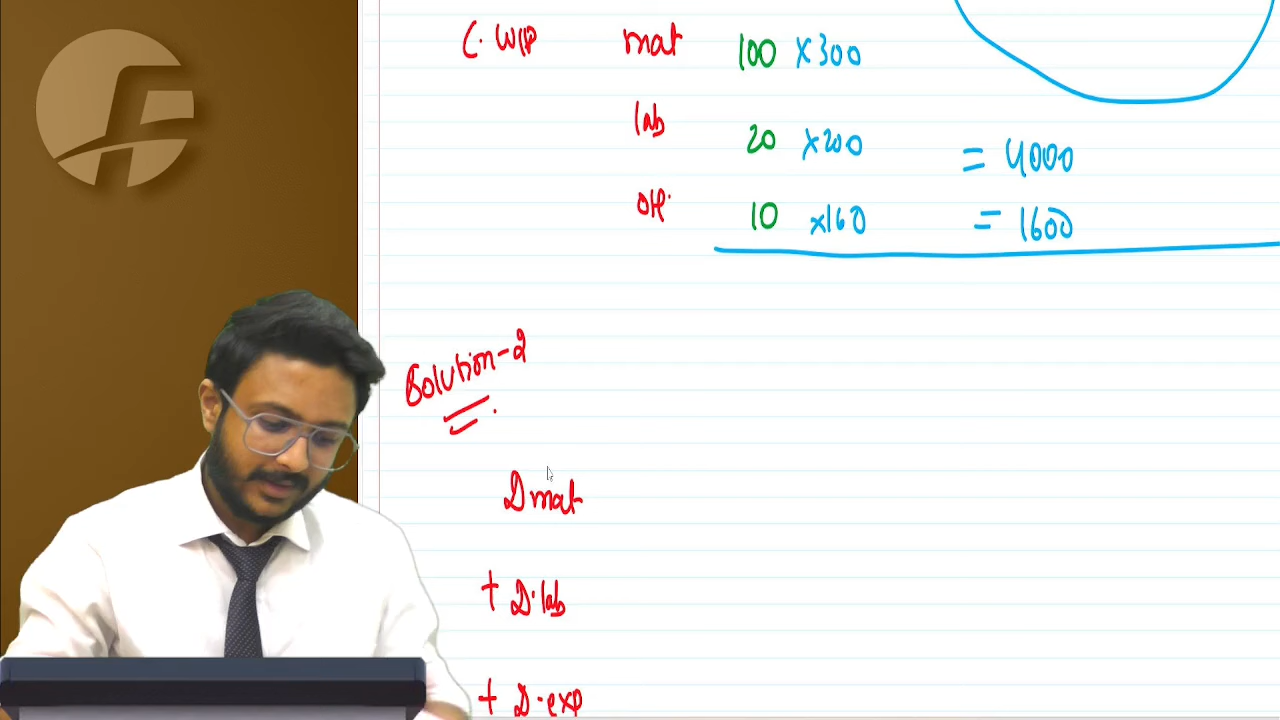 C. WIP mat 100 x300
lab 20 x200 = 4000
OH. 10 x160 = 1600
Solution-2
D mat
+ D. lab
+ D. exp